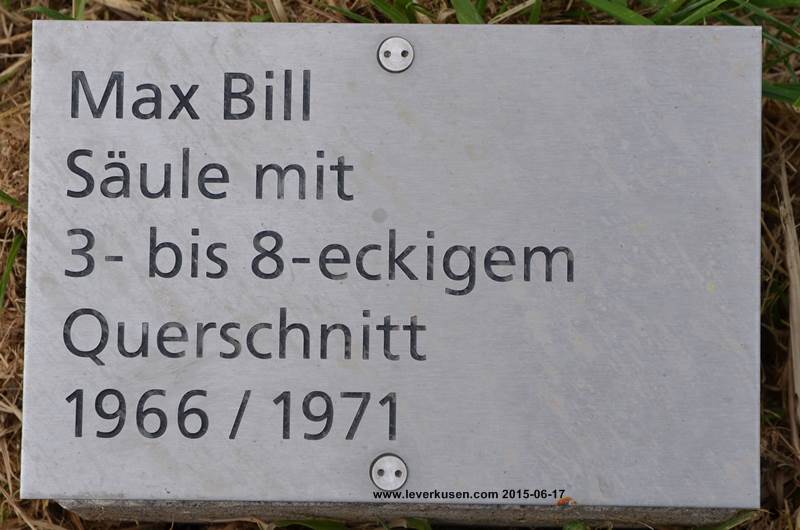 Max Bill
Säule mit
3- bis 8-eckigem
Querschnitt
1966 / 1971
www.leverkusen.com 2015-06-17